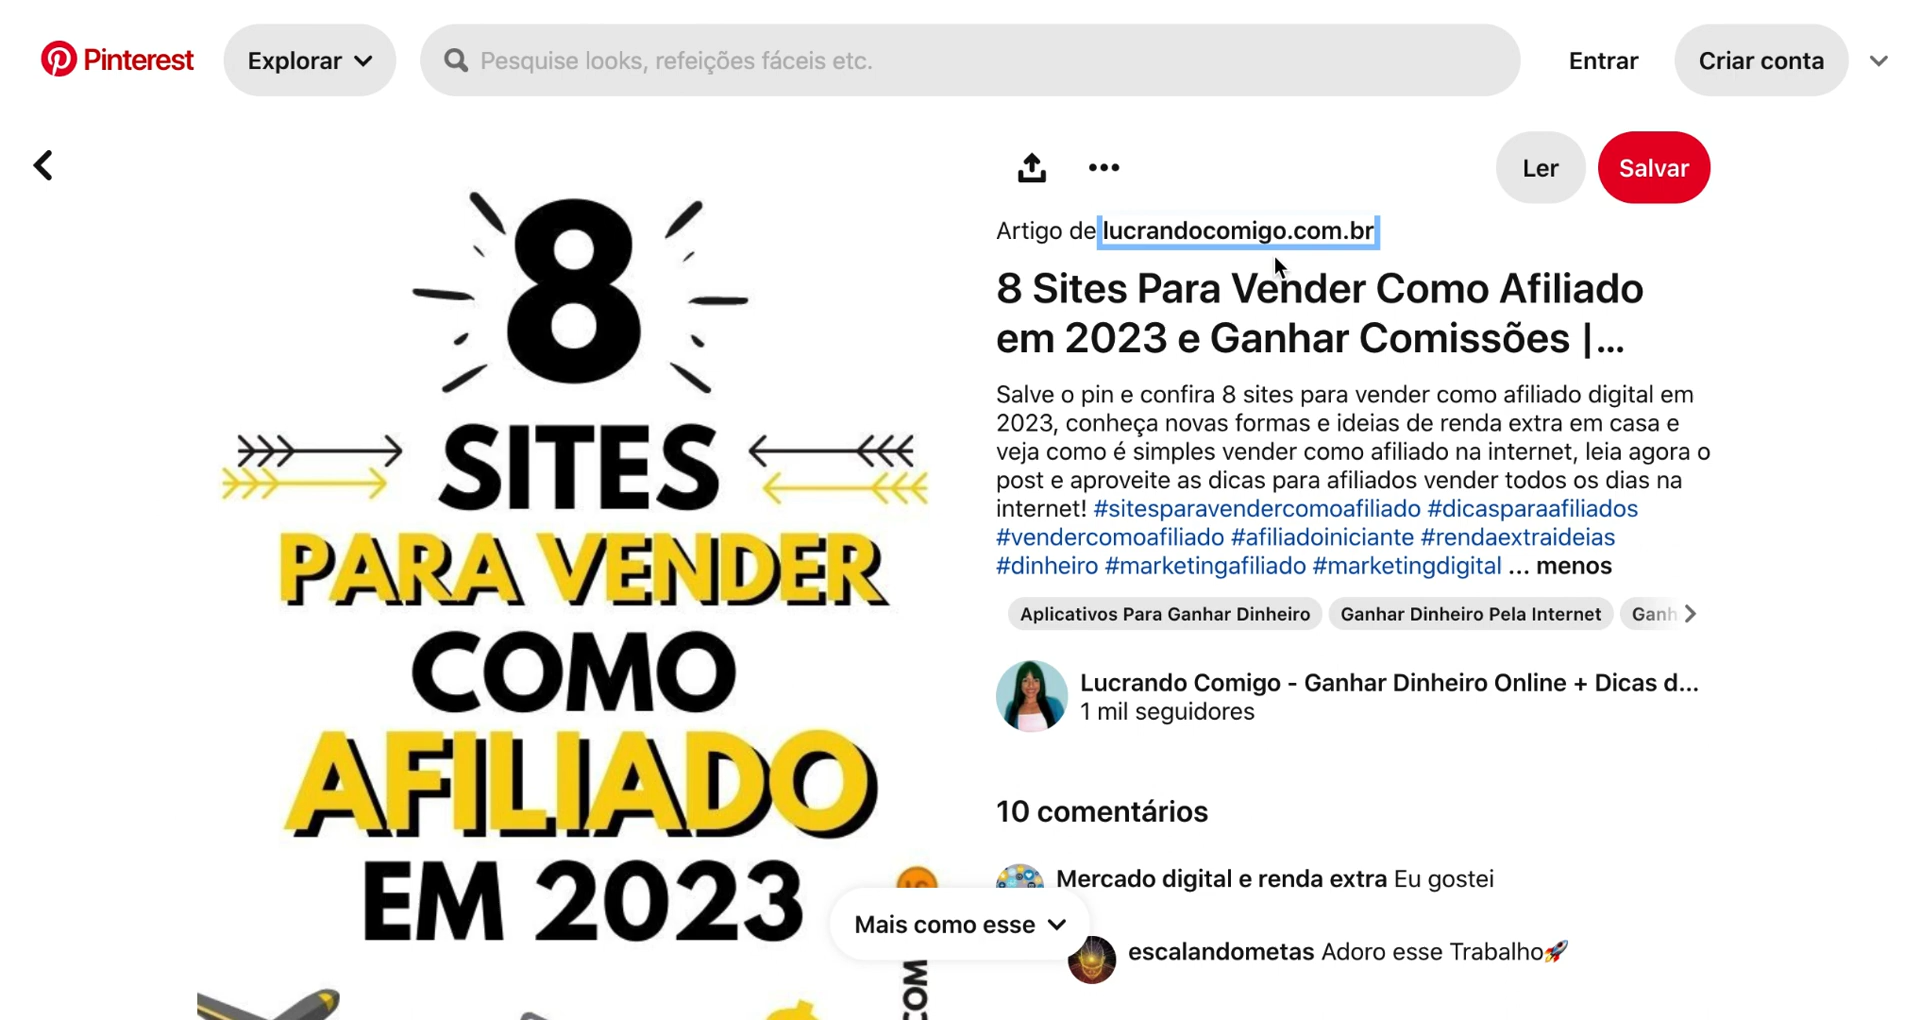 Pinterest
Explorar
Pesquise looks, refeições fáceis etc.
Entrar
Criar conta
8
SITES
PARA VENDER
COMO
AFILIADO
EM 2023
COM
Mais como esse
Ler
Salvar
Artigo de lucrandocomigo.com.br
8 Sites Para Vender Como Afiliado
em 2023 e Ganhar Comissões |...
Salve o pin e confira 8 sites para vender como afiliado digital em
2023, conheça novas formas e ideias de renda extra em casa e
veja como é simples vender como afiliado na internet, leia agora o
post e aproveite as dicas para afiliados vender todos os dias na
internet! #sitesparavendercomoafiliado #dicasparaafiliados
#vendercomoafiliado #afiliadoiniciante #rendaextraideias
#dinheiro #marketingafiliado #marketingdigital ... menos
Aplicativos Para Ganhar Dinheiro
Ganhar Dinheiro Pela Internet
Ganh
Lucrando Comigo - Ganhar Dinheiro Online + Dicas d...
1 mil seguidores
10 comentários
Mercado digital e renda extra Eu gostei
escalandometas Adoro esse Trabalho🚀